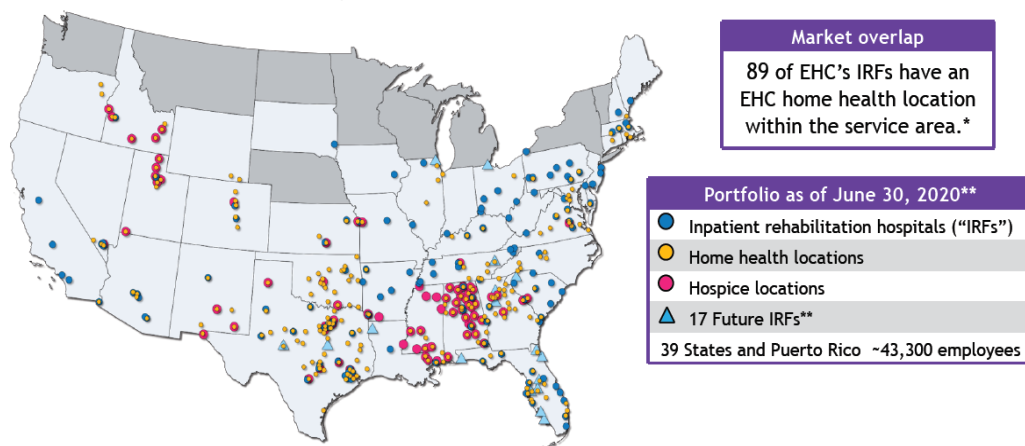 Market overlap
89 of EHC's IRFs have an
EHC home health location
within the service area.*
Portfolio as of June 30, 2020**
Inpatient rehabilitation hospitals ("IRFs")
Home health locations
Hospice locations
17 Future IRFs**
39 States and Puerto Rico ~43,300 employees